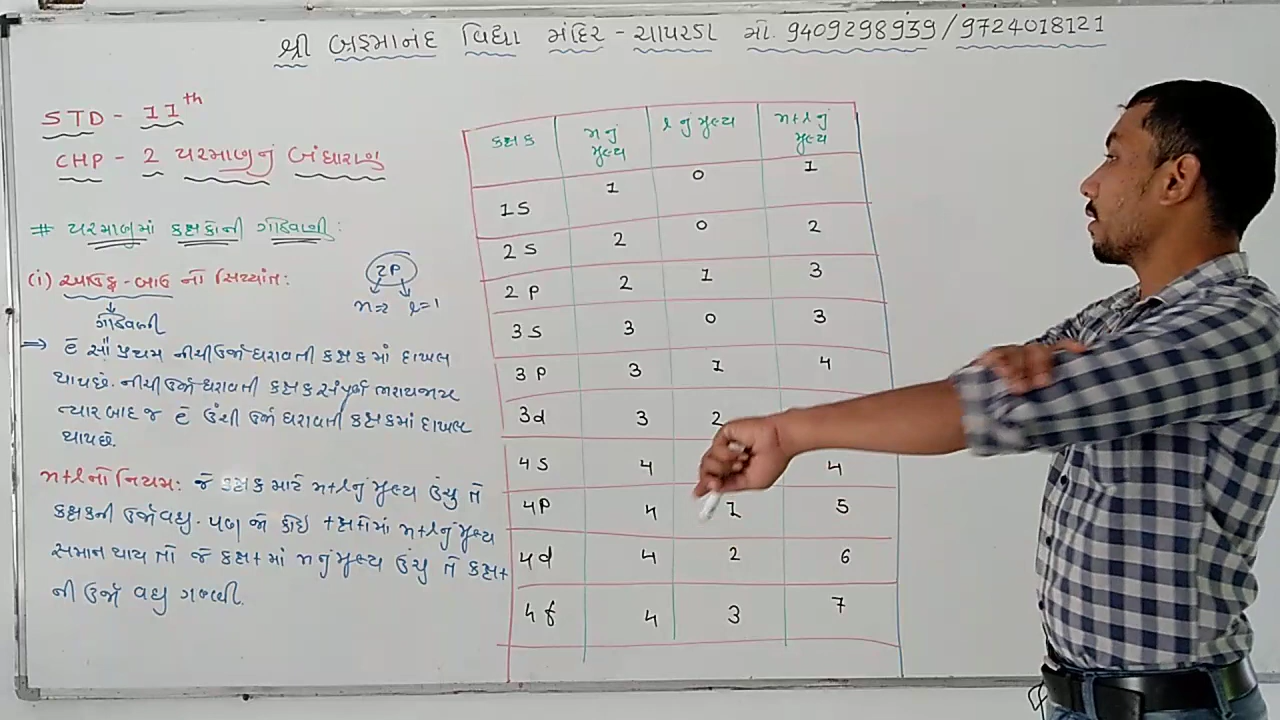 શ્રી બ્રહ્માનંદ વિદ્યા મંદિર - ચાપરડા મો. 9409298939 / 9724018121
STD - 11th
CHP - 2 પરમાણુનું બંધારણ
# પરમાણુમાં કક્ષકોની ગોઠવણી:
(i) આઉફ-બાઉ નો સિધ્ધાંત:
ગોઠવણી
2P
n=2 l=1
⇒ ē સૌ પ્રથમ નીચી ઉર્જા ધરાવતી કક્ષકમાં દાખલ
થાય છે. નીચી ઉર્જા ધરાવતી કક્ષક સંપૂર્ણ ભરાય જાય
ત્યાર બાદ જ ē ઉંચી ઉર્જા ધરાવતી કક્ષકમાં દાખલ
થાય છે.
n+l નો નિયમ: જે કક્ષક માટે n+l નું મૂલ્ય ઉંચુ તે
કક્ષકની ઉર્જા વધુ. પણ જો કોઈ કક્ષકમાં n+l નું મૂલ્ય
સમાન થાય તો જે કક્ષકમાં n નું મૂલ્ય ઉંચુ તે કક્ષક
ની ઉર્જા વધુ ગણવી.
કક્ષક n નું મૂલ્ય l નું મૂલ્ય n+l નું મૂલ્ય
1S 1 0 1
2S 2 0 2
2P 2 1 3
3S 3 0 3
3P 3 1 4
3d 3 2
4S 4 4
4P 4 1 5
4d 4 2 6
4f 4 3 7